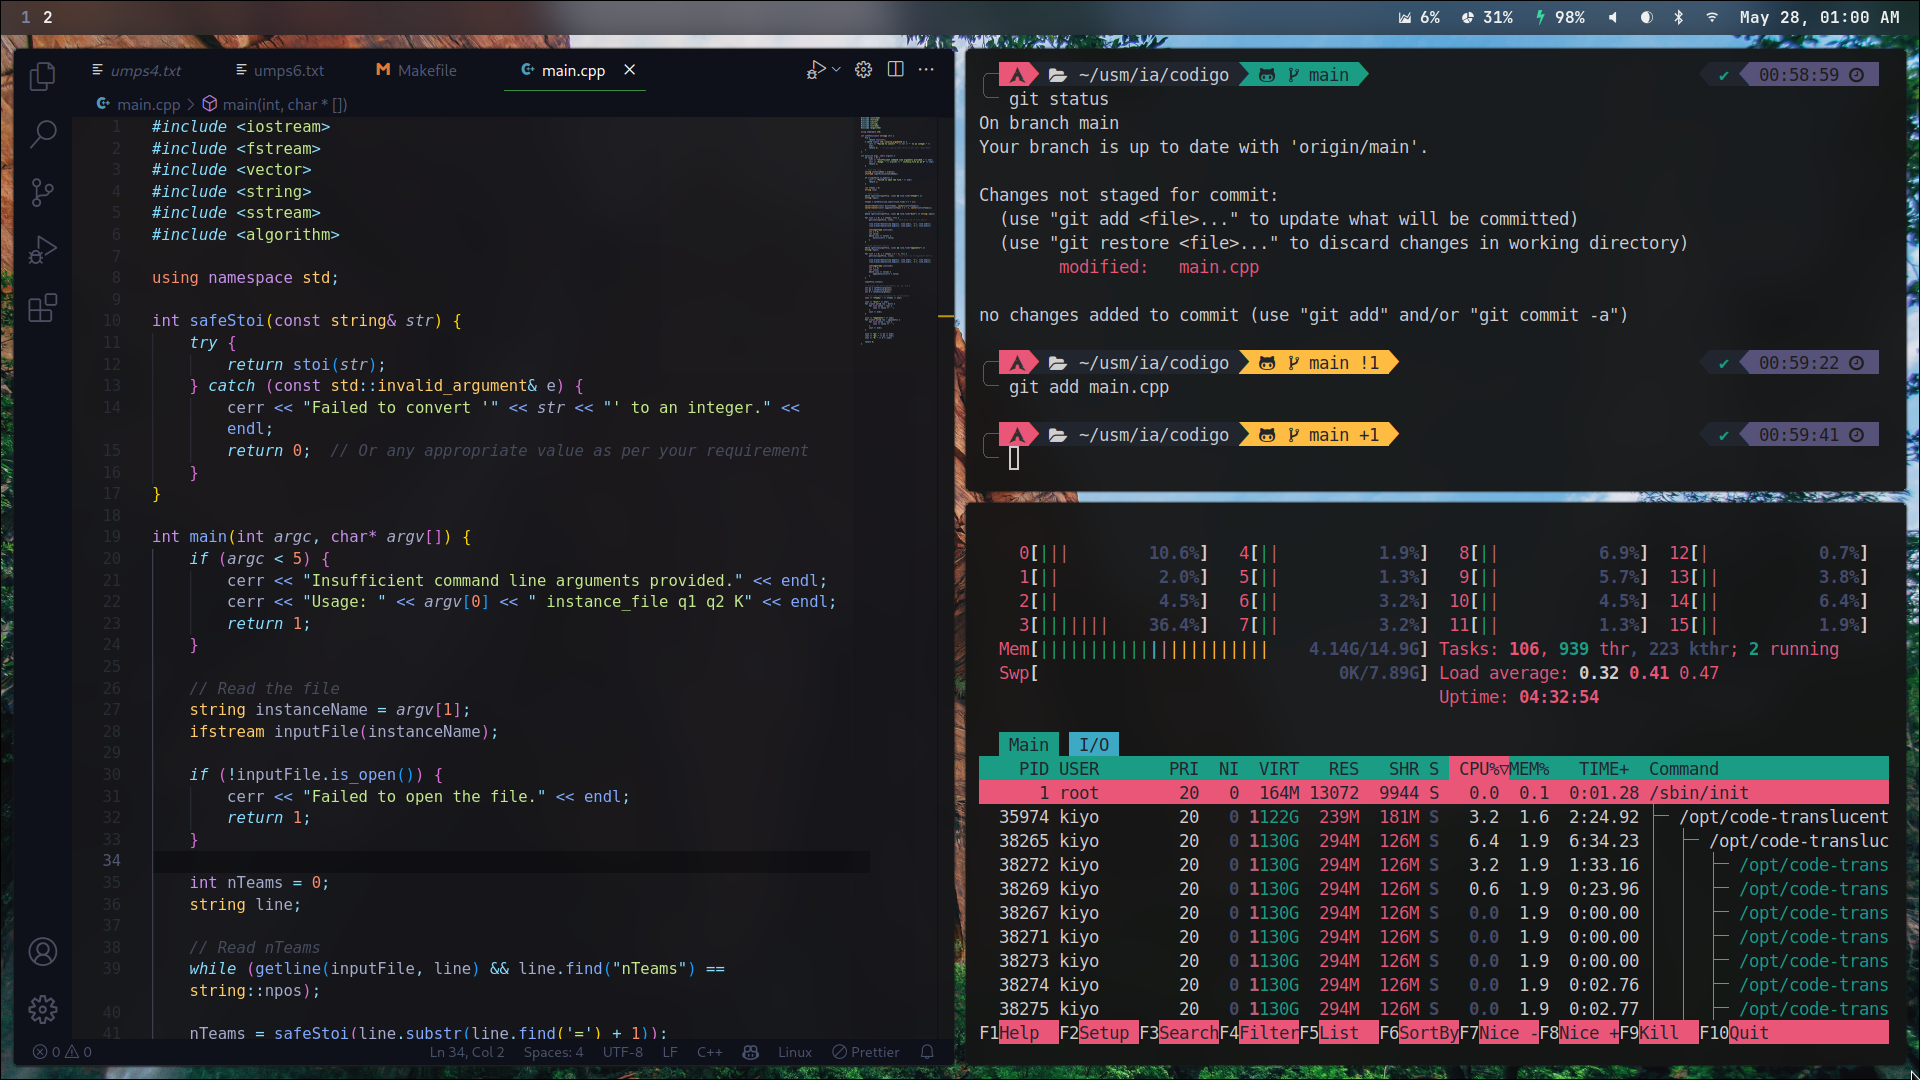 1 2
6% 31% 98% May 28, 01:00 AM
umps4.txt umps6.txt Makefile main.cpp
main.cpp > main(int, char * [])
1 #include <iostream>
2 #include <fstream>
3 #include <vector>
4 #include <string>
5 #include <sstream>
6 #include <algorithm>
7
8 using namespace std;
9
10 int safeStoi(const string& str) {
11 try {
12 return stoi(str);
13 } catch (const std::invalid_argument& e) {
14 cerr << "Failed to convert '" << str << "' to an integer." <<
endl;
15 return 0;  // Or any appropriate value as per your requirement
16 }
17 }
18
19 int main(int argc, char* argv[]) {
20 if (argc < 5) {
21 cerr << "Insufficient command line arguments provided." << endl;
22 cerr << "Usage: " << argv[0] << " instance_file q1 q2 K" << endl;
23 return 1;
24 }
25
26 // Read the file
27 string instanceName = argv[1];
28 ifstream inputFile(instanceName);
29
30 if (!inputFile.is_open()) {
31 cerr << "Failed to open the file." << endl;
32 return 1;
33 }
34
35 int nTeams = 0;
36 string line;
37
38 // Read nTeams
39 while (getline(inputFile, line) && line.find("nTeams") ==
string::npos);
40
41 nTeams = safeStoi(line.substr(line.find('=') + 1));
0 0 Ln 34, Col 2 Spaces: 4 UTF-8 LF C++ Linux Prettier
~/usm/ia/codigo main ✔ 00:58:59
git status
On branch main
Your branch is up to date with 'origin/main'.
Changes not staged for commit:
(use "git add <file>..." to update what will be committed)
(use "git restore <file>..." to discard changes in working directory)
modified:   main.cpp
no changes added to commit (use "git add" and/or "git commit -a")
~/usm/ia/codigo main !1 ✔ 00:59:22
git add main.cpp
~/usm/ia/codigo main +1 ✔ 00:59:41
0[||| 10.6%] 4[|| 1.9%] 8[|| 6.9%] 12[| 0.7%]
1[|| 2.0%] 5[|| 1.3%] 9[|| 5.7%] 13[|| 3.8%]
2[|| 4.5%] 6[|| 3.2%] 10[|| 4.5%] 14[|| 6.4%]
3[||||||| 36.4%] 7[|| 3.2%] 11[|| 1.3%] 15[|| 1.9%]
Mem[||||||||||||||||||||||| 4.14G/14.9G] Tasks: 106, 939 thr, 223 kthr; 2 running
Swp[ 0K/7.89G] Load average: 0.32 0.41 0.47
Uptime: 04:32:54
Main I/O
PID USER PRI NI VIRT RES SHR S CPU%▽MEM% TIME+ Command
1 root 20 0 164M 13072 9944 S 0.0 0.1 0:01.28 /sbin/init
35974 kiyo 20 0 1122G 239M 181M S 3.2 1.6 2:24.92 /opt/code-translucent
38265 kiyo 20 0 1130G 294M 126M S 6.4 1.9 6:34.23 /opt/code-transluc
38272 kiyo 20 0 1130G 294M 126M S 3.2 1.9 1:33.16 /opt/code-trans
38269 kiyo 20 0 1130G 294M 126M S 0.6 1.9 0:23.96 /opt/code-trans
38267 kiyo 20 0 1130G 294M 126M S 0.0 1.9 0:00.00 /opt/code-trans
38271 kiyo 20 0 1130G 294M 126M S 0.0 1.9 0:00.00 /opt/code-trans
38273 kiyo 20 0 1130G 294M 126M S 0.0 1.9 0:00.00 /opt/code-trans
38274 kiyo 20 0 1130G 294M 126M S 0.0 1.9 0:02.76 /opt/code-trans
38275 kiyo 20 0 1130G 294M 126M S 0.0 1.9 0:02.77 /opt/code-trans
F1Help F2Setup F3SearchF4FilterF5List F6SortByF7Nice -F8Nice +F9Kill F10Quit